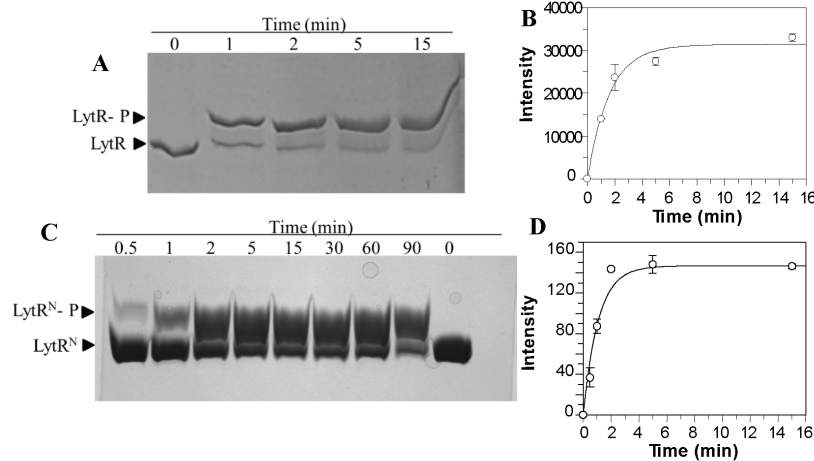 A
Time (min)
0 1 2 5 15
LytR- P
LytR
B
Intensity
40000
30000
20000
10000
0
0 2 4 6 8 10 12 14 16
Time (min)
C
Time (min)
0.5 1 2 5 15 30 60 90 0
LytRᴺ- P
LytRᴺ
D
Intensity
160
120
80
40
0
0 2 4 6 8 10 12 14 16
Time (min)